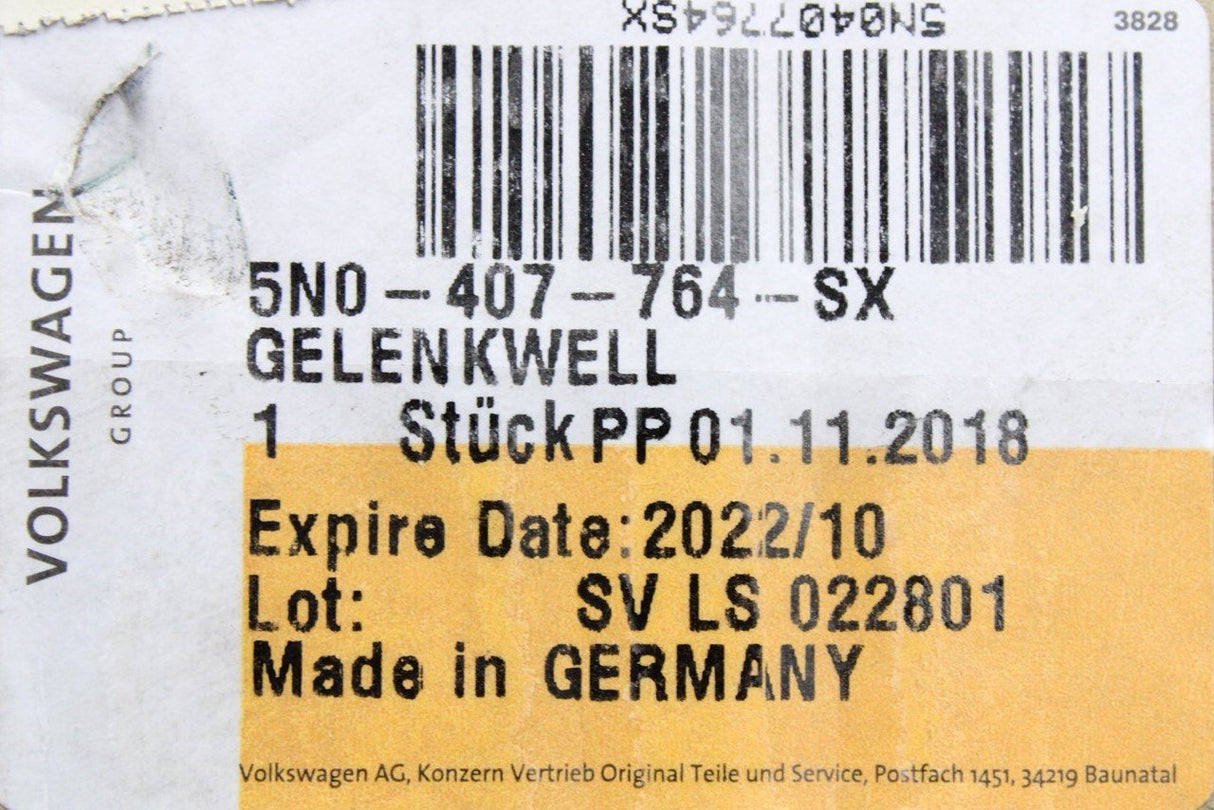 5N0407764SX
3828
5N0-407-764-SX
GELENKWELL
1 Stück PP 01.11.2018
Expire Date: 2022/10
Lot: SV LS 022801
Made in GERMANY
Volkswagen AG, Konzern Vertrieb Original Teile und Service, Postfach 1451, 34219 Baunatal
VOLKSWAGEN
GROUP